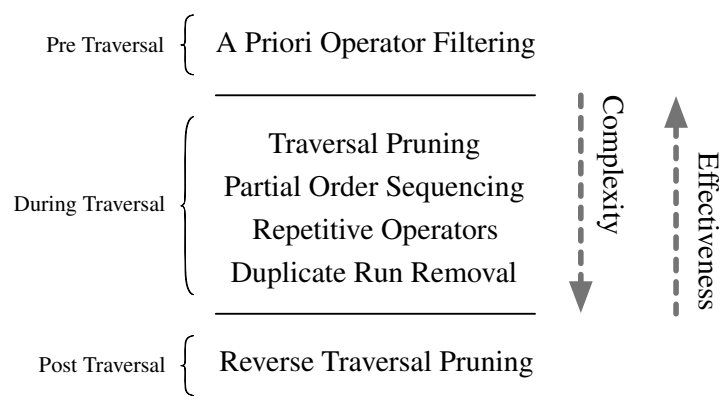 Pre Traversal
A Priori Operator Filtering
During Traversal
Traversal Pruning
Partial Order Sequencing
Repetitive Operators
Duplicate Run Removal
Complexity
Effectiveness
Post Traversal
Reverse Traversal Pruning